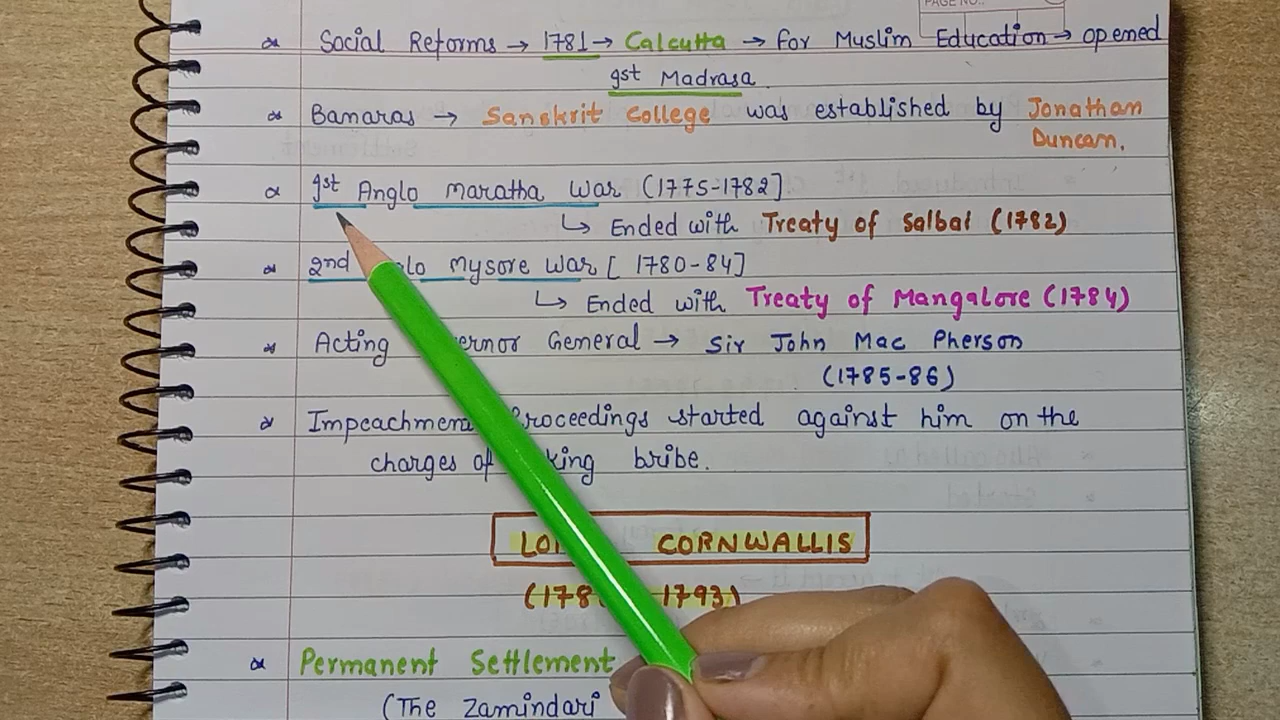 PAGE NO.:
Social Reforms → 1781 → Calcutta → for Muslim Education → opened
1st Madrasa
Banaras → Sanskrit College was established by Jonathan
Duncan.
1st Anglo Maratha War (1775-1782]
↳ Ended with Treaty of Salbai (1782)
2nd Mysore War [1780-84]
↳ Ended with Treaty of Mangalore (1784)
Acting General → Sir John Mac Pherson
(1785-86)
Impeachment Proceedings started against him on the
charges of bribe.
CORNWALLIS
1793)
Permanent Settlement
(The Zamindari